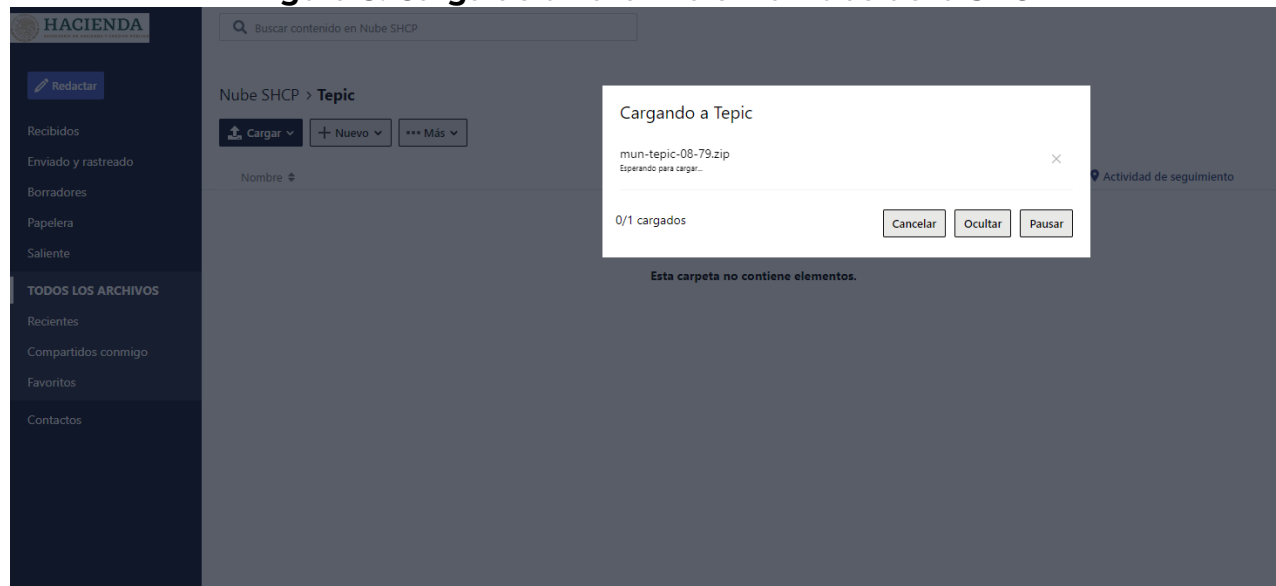 HACIENDA
Buscar contenido en Nube SHCP
Redactar
Nube SHCP > Tepic
Cargar
Nuevo
Más
Recibidos
Enviado y rastreado
Borradores
Papelera
Saliente
TODOS LOS ARCHIVOS
Recientes
Compartidos conmigo
Favoritos
Contactos
Nombre
Actividad de seguimiento
Cargando a Tepic
mun-tepic-08-79.zip
Esperando para cargar...
0/1 cargados
Cancelar
Ocultar
Pausar
Esta carpeta no contiene elementos.